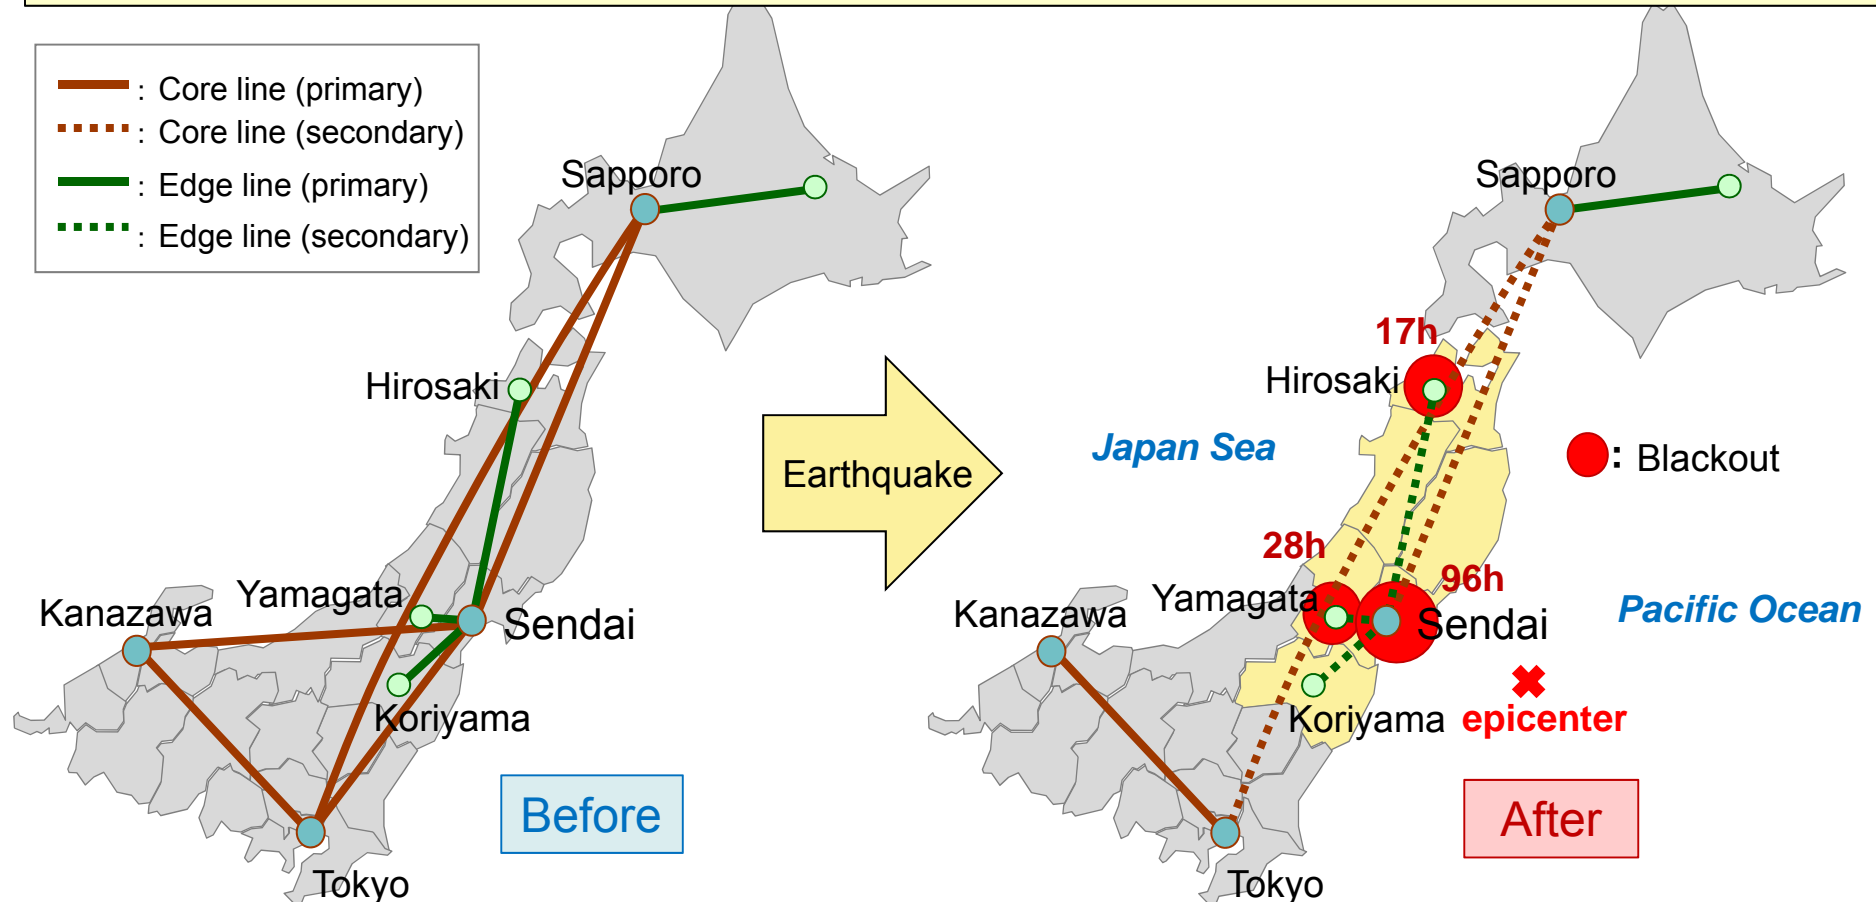 : Core line (primary)
: Core line (secondary)
: Edge line (primary)
: Edge line (secondary)
Sapporo
Hirosaki
Yamagata
Kanazawa
Sendai
Koriyama
Before
Tokyo
Earthquake
Sapporo
17h
Hirosaki
Japan Sea
: Blackout
28h
96h
Yamagata
Kanazawa
Sendai
Pacific Ocean
Koriyama
epicenter
After
Tokyo